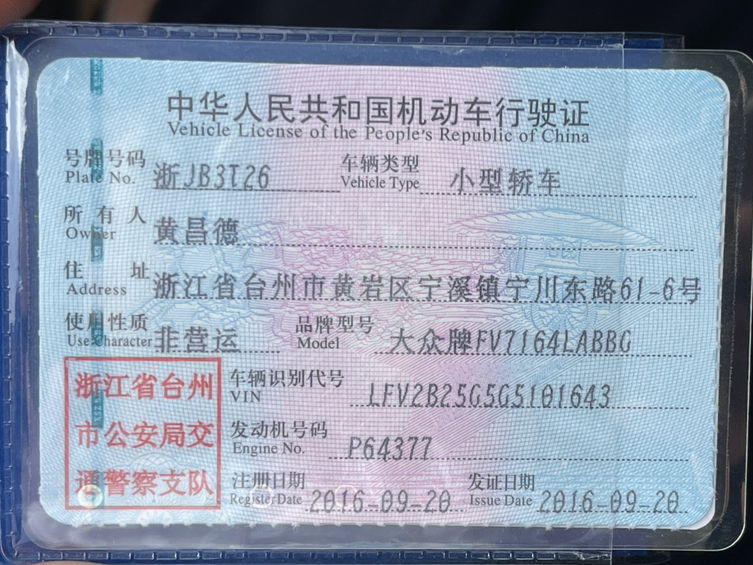 中华人民共和国机动车行驶证
Vehicle License of the People's Republic of China
号牌号码 浙JB3T26 车辆类型 小型轿车
Plate No. Vehicle Type
所有人 黄昌德
Owner
住址 浙江省台州市黄岩区宁溪镇宁川东路61-6号
Address
使用性质 非营运 品牌型号 大众牌FV7164LABBG
Use Character Model
浙江省台州
市公安局交
通警察支队
车辆识别代号 LFV2B25G5G5101643
VIN
发动机号码 P64377
Engine No.
注册日期 2016-09-20 发证日期 2016-09-20
Register Date Issue Date